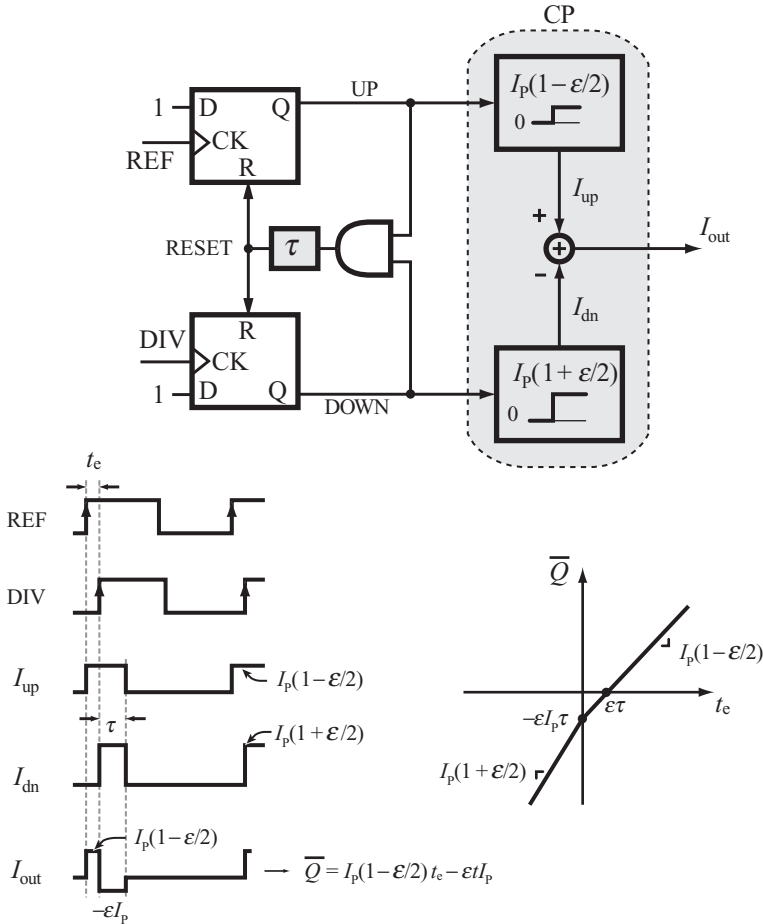 CP
I_P(1−ε/2)
0
1
D
Q
UP
REF
CK
R
I_up
+
RESET
τ
+
I_out
−
I_dn
DIV
R
CK
1
D
Q
DOWN
I_P(1+ε/2)
0
t_e
REF
DIV
I_up
I_P(1−ε/2)
τ
I_P(1+ε/2)
I_dn
I_P(1−ε/2)
I_out
Q̅ = I_P(1−ε/2) t_e − εtI_P
−εI_P
Q̅
I_P(1−ε/2)
ετ
t_e
−εI_Pτ
I_P(1+ε/2)